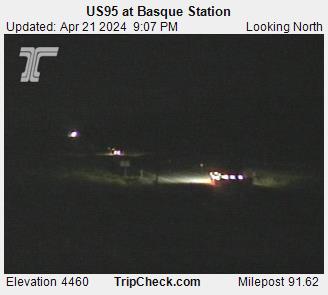 US95 at Basque Station
Updated: Apr 21 2024 9:07 PM Looking North
Elevation 4460 TripCheck.com Milepost 91.62